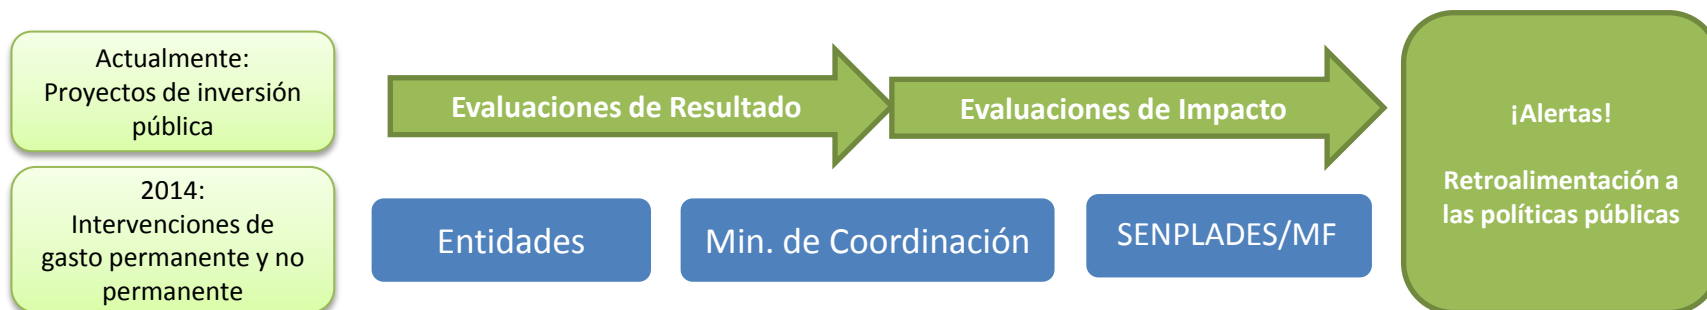 Actualmente:
Proyectos de inversión
pública
2014:
Intervenciones de
gasto permanente y no
permanente
Evaluaciones de Resultado
Evaluaciones de Impacto
Entidades
Min. de Coordinación
SENPLADES/MF
¡Alertas!
Retroalimentación a
las políticas públicas